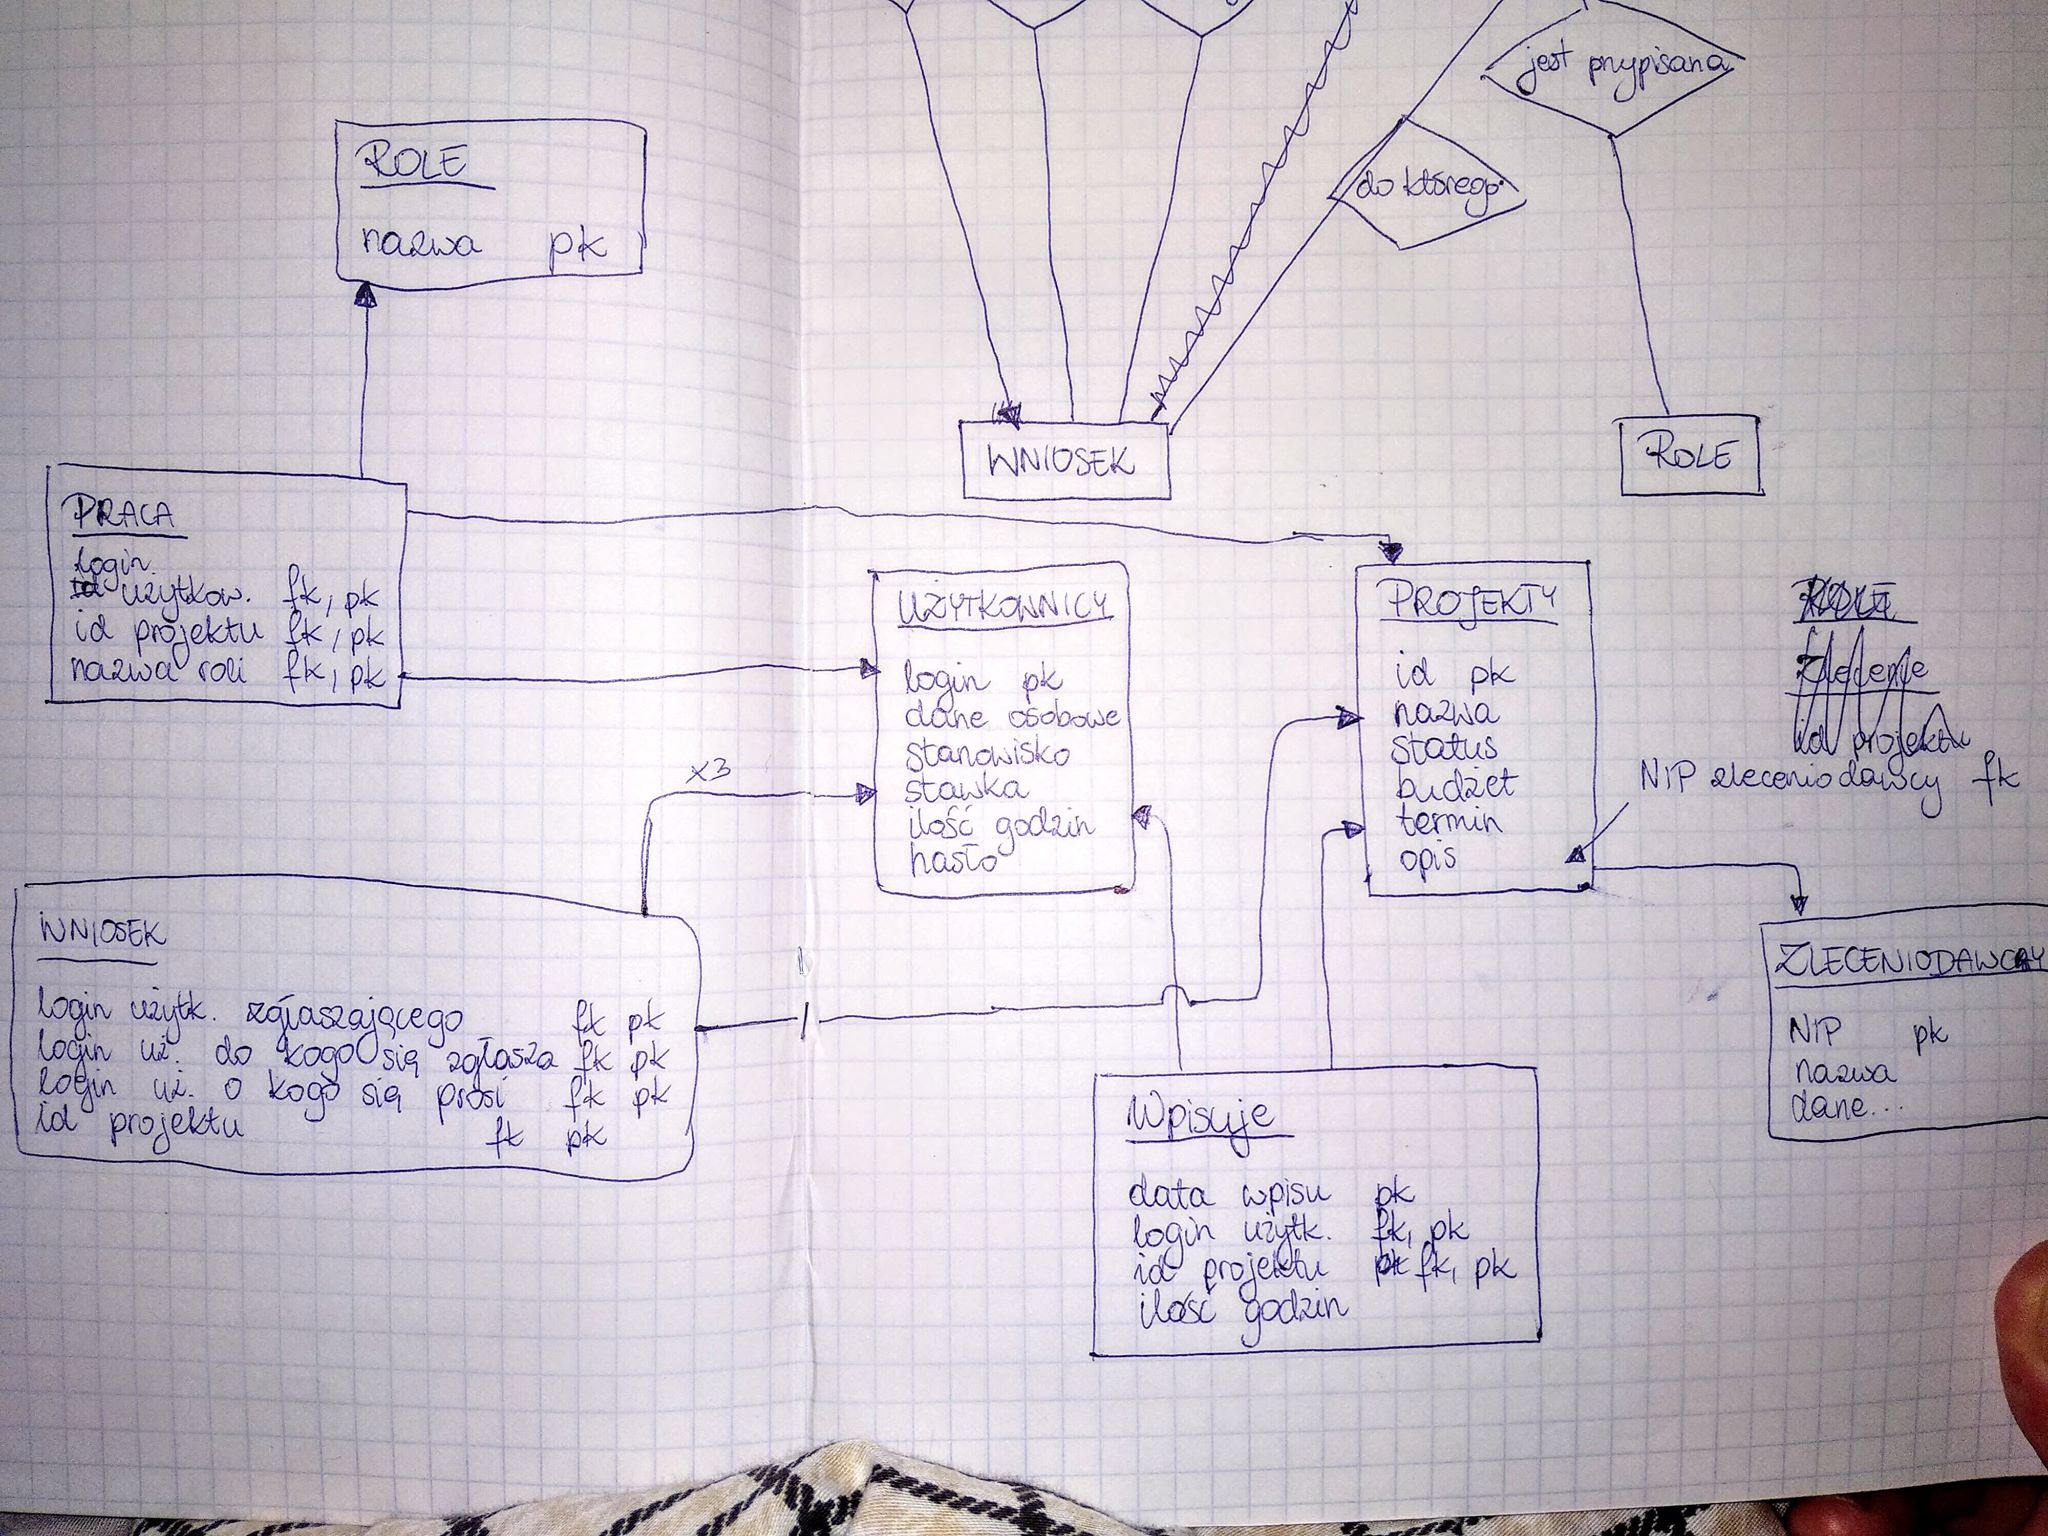 jest przypisana
do którego
ROLE
nazwa pk
WNIOSEK
ROLE
PRACA
login
użytkow. fk, pk
id projektu fk, pk
nazwa roli fk, pk
UŻYTKOWNICY
login pk
dane osobowe
stanowisko
stawka
ilość godzin
hasło
PROJEKTY
id pk
nazwa
status
budżet
termin
opis
Zlecenie
id projektu
NIP zleceniodawcy fk
x3
WNIOSEK
login użytk. zgłaszającego fk pk
login uż. do kogo się zgłasza fk pk
login uż. o kogo się prosi fk pk
id projektu fk pk
ZLECENIODAWCY
NIP pk
nazwa
dane...
Wpisuje
data wpisu pk
login użytk. fk, pk
id projektu fk, pk
ilość godzin